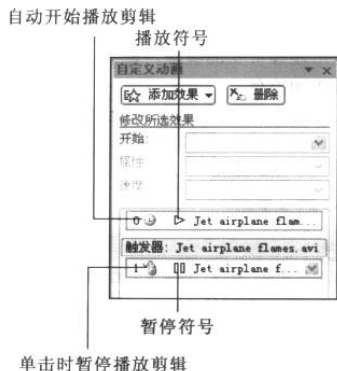 自动开始播放剪辑
播放符号
自定义动画
添加效果 删除
修改所选效果
开始:
属性:
速度:
0 Jet airplane flam...
触发器: Jet airplane flames.avi
1 Jet airplane f...
暂停符号
单击时暂停播放剪辑